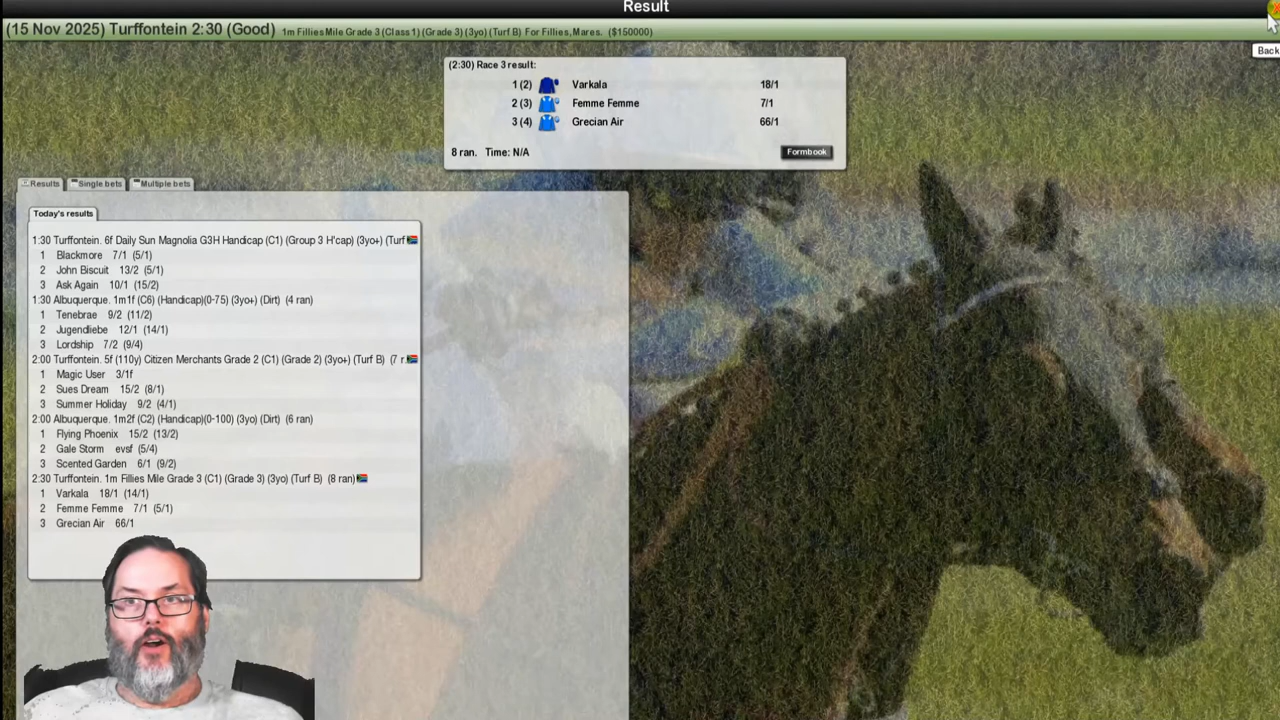 Result
(15 Nov 2025) Turffontein 2:30 (Good) 1m Fillies Mile Grade 3 (Class 1) (Grade 3) (3yo) (Turf B) For Fillies,Mares. ($150000)
Back
(2:30) Race 3 result:
1 (2) Varkala 18/1
2 (3) Femme Femme 7/1
3 (4) Grecian Air 66/1
8 ran. Time: N/A Formbook
Results Single bets Multiple bets
Today's results
1:30 Turffontein. 6f Daily Sun Magnolia G3H Handicap (C1) (Group 3 H'cap) (3yo+) (Turf
1 Blackmore 7/1 (5/1)
2 John Biscuit 13/2 (5/1)
3 Ask Again 10/1 (15/2)
1:30 Albuquerque. 1m1f (C6) (Handicap)(0-75) (3yo+) (Dirt) (4 ran)
1 Tenebrae 9/2 (11/2)
2 Jugendliebe 12/1 (14/1)
3 Lordship 7/2 (9/4)
2:00 Turffontein. 5f (110y) Citizen Merchants Grade 2 (C1) (Grade 2) (3yo+) (Turf B) (7 r
1 Magic User 3/1f
2 Sues Dream 15/2 (8/1)
3 Summer Holiday 9/2 (4/1)
2:00 Albuquerque. 1m2f (C2) (Handicap)(0-100) (3yo) (Dirt) (6 ran)
1 Flying Phoenix 15/2 (13/2)
2 Gale Storm evsf (5/4)
3 Scented Garden 6/1 (9/2)
2:30 Turffontein. 1m Fillies Mile Grade 3 (C1) (Grade 3) (3yo) (Turf B) (8 ran)
1 Varkala 18/1 (14/1)
2 Femme Femme 7/1 (5/1)
3 Grecian Air 66/1